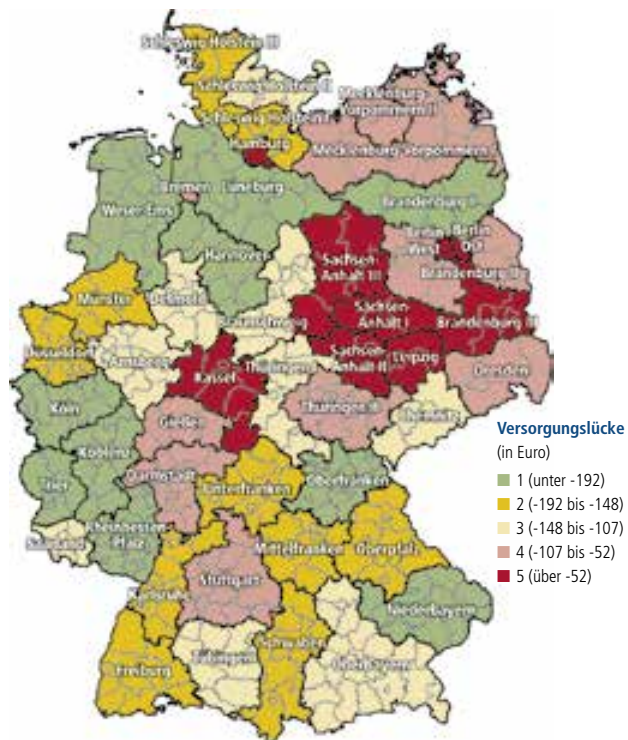 Schleswig Holstein III
Schleswig Holstein II
Mecklenburg-
Vorpommern II
Schleswig Holstein I
Hamburg
Mecklenburg-Vorpommern
Bremen
Lüneburg
Brandenburg I
Weser-Ems
Hannover
Sachsen-
Anhalt III
Berlin
West
Berlin
Ost
Brandenburg II
Münster
Detmold
Braunschweig
Sachsen-
Anhalt I
Brandenburg III
Düsseldorf
Arnsberg
Kassel
Thüringen I
Sachsen-
Anhalt II
Leipzig
Dresden
Köln
Gießen
Thüringen II
Chemnitz
Koblenz
Trier
Darmstadt
Unterfranken
Oberfranken
Rheinhessen-
Pfalz
Saarland
Mittelfranken
Oberpfalz
Karlsruhe
Stuttgart
Niederbayern
Schwaben
Freiburg
Tübingen
Oberbayern
Versorgungslücke
(in Euro)
1 (unter -192)
2 (-192 bis -148)
3 (-148 bis -107)
4 (-107 bis -52)
5 (über -52)